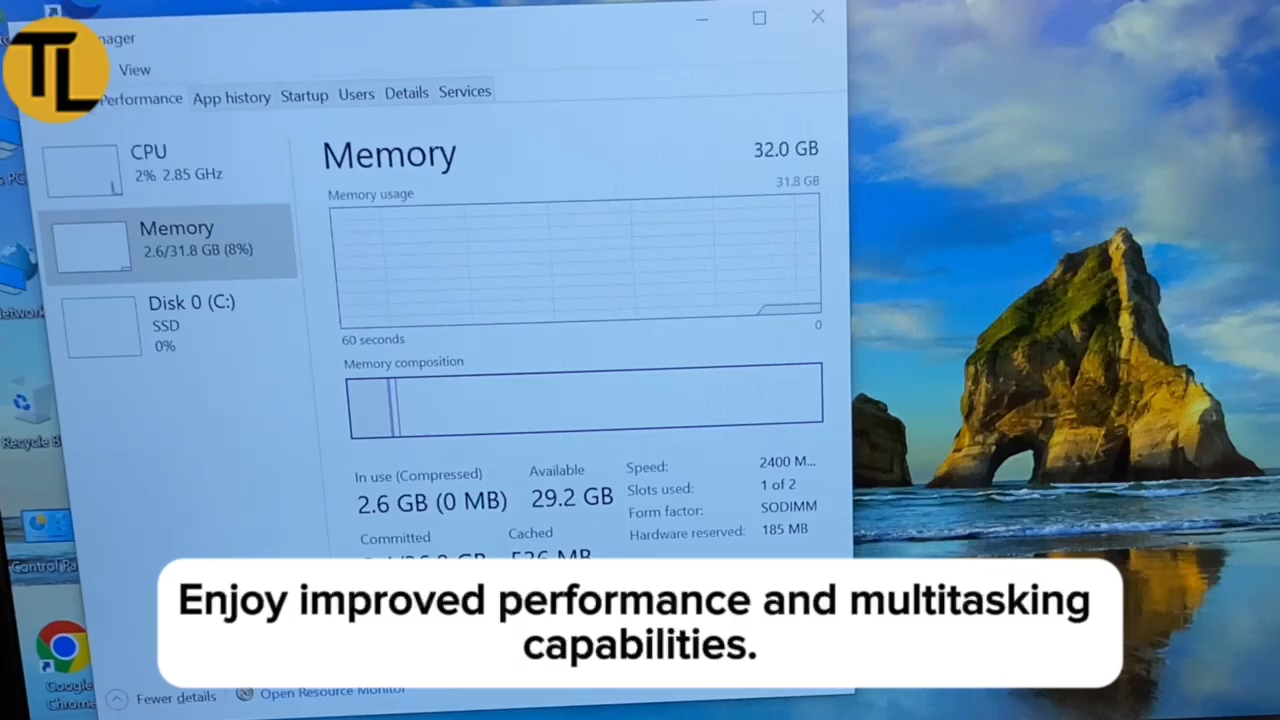 TL
View
Performance App history Startup Users Details Services
CPU
2% 2.85 GHz
Memory
2.6/31.8 GB (8%)
Disk 0 (C:)
SSD
0%
Memory
32.0 GB
Memory usage
31.8 GB
60 seconds
0
Memory composition
In use (Compressed)
2.6 GB (0 MB)
Available
29.2 GB
Committed
Cached
526 MB
Speed: 2400 M...
Slots used: 1 of 2
Form factor: SODIMM
Hardware reserved: 185 MB
Enjoy improved performance and multitasking
capabilities.
Recycle B
Control Pa
Google
Chrome
Fewer details
Open Resource Monitor